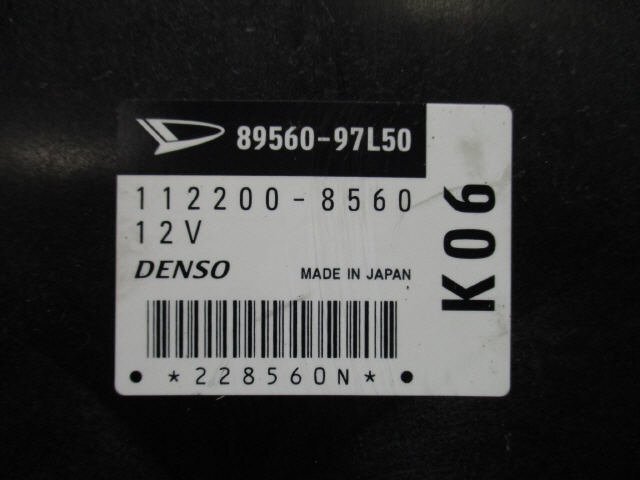 89560-97L50
112200-8560
12V
DENSO MADE IN JAPAN
*228560N*
K06